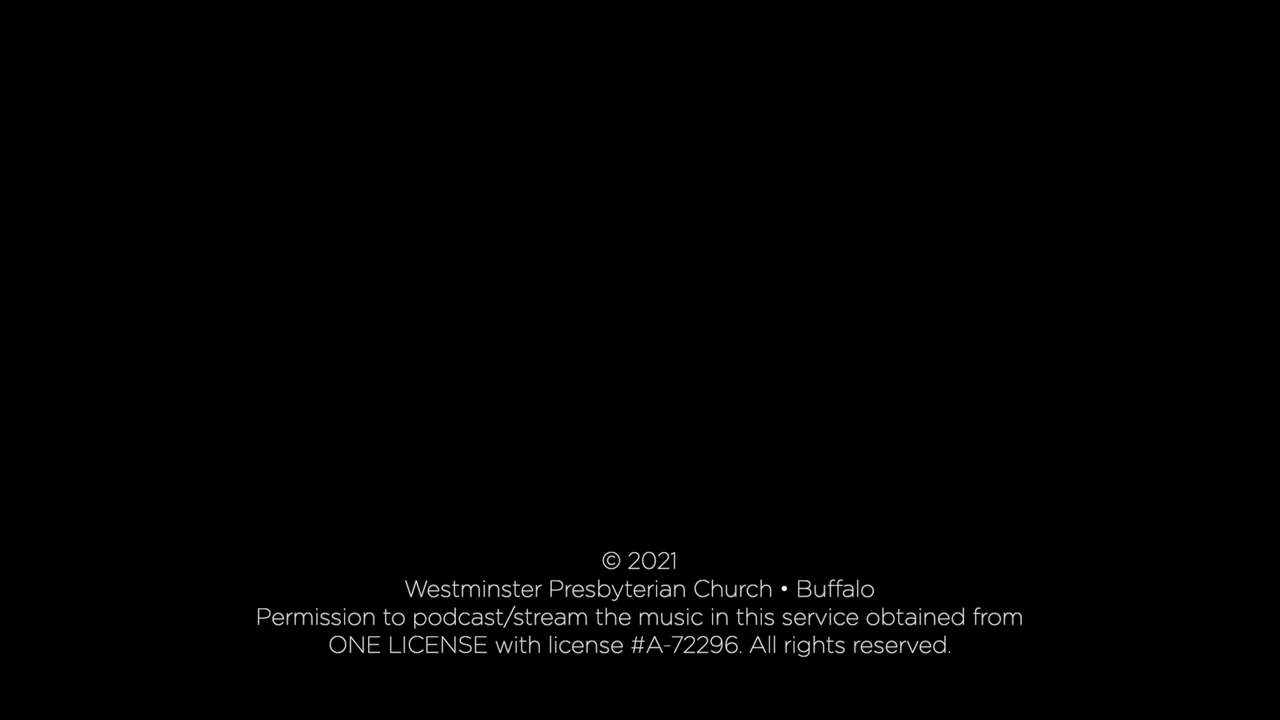 © 2021
Westminster Presbyterian Church • Buffalo
Permission to podcast/stream the music in this service obtained from
ONE LICENSE with license #A-72296. All rights reserved.